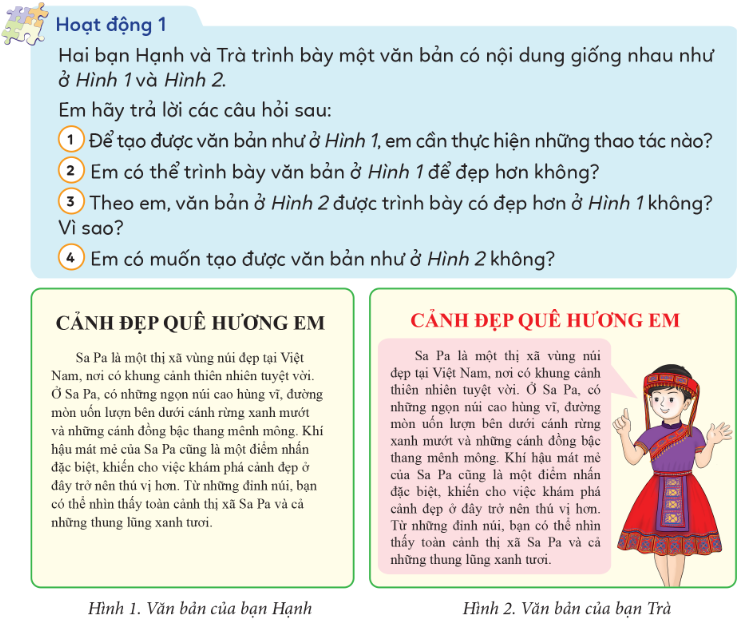 Hoạt động 1
Hai bạn Hạnh và Trà trình bày một văn bản có nội dung giống nhau như
ở Hình 1 và Hình 2.
Em hãy trả lời các câu hỏi sau:
1 Để tạo được văn bản như ở Hình 1, em cần thực hiện những thao tác nào?
2 Em có thể trình bày văn bản ở Hình 1 để đẹp hơn không?
3 Theo em, văn bản ở Hình 2 được trình bày có đẹp hơn ở Hình 1 không?
Vì sao?
4 Em có muốn tạo được văn bản như ở Hình 2 không?
CẢNH ĐẸP QUÊ HƯƠNG EM
Sa Pa là một thị xã vùng núi đẹp tại Việt
Nam, nơi có khung cảnh thiên nhiên tuyệt vời.
Ở Sa Pa, có những ngọn núi cao hùng vĩ, đường
mòn uốn lượn bên dưới cánh rừng xanh mướt
và những cánh đồng bậc thang mênh mông. Khí
hậu mát mẻ của Sa Pa cũng là một điểm nhấn
đặc biệt, khiến cho việc khám phá cảnh đẹp ở
đây trở nên thú vị hơn. Từ những đỉnh núi, bạn
có thể nhìn thấy toàn cảnh thị xã Sa Pa và cả
những thung lũng xanh tươi.
Hình 1. Văn bản của bạn Hạnh
CẢNH ĐẸP QUÊ HƯƠNG EM
Sa Pa là một thị xã vùng núi
đẹp tại Việt Nam, nơi có khung cảnh
thiên nhiên tuyệt vời. Ở Sa Pa, có
những ngọn núi cao hùng vĩ, đường
mòn uốn lượn bên dưới cánh rừng
xanh mướt và những cánh đồng bậc
thang mênh mông. Khí hậu mát mẻ
của Sa Pa cũng là một điểm nhấn
đặc biệt, khiến cho việc khám phá
cảnh đẹp ở đây trở nên thú vị hơn.
Từ những đỉnh núi, bạn có thể nhìn
thấy toàn cảnh thị xã Sa Pa và cả
những thung lũng xanh tươi.
Hình 2. Văn bản của bạn Trà